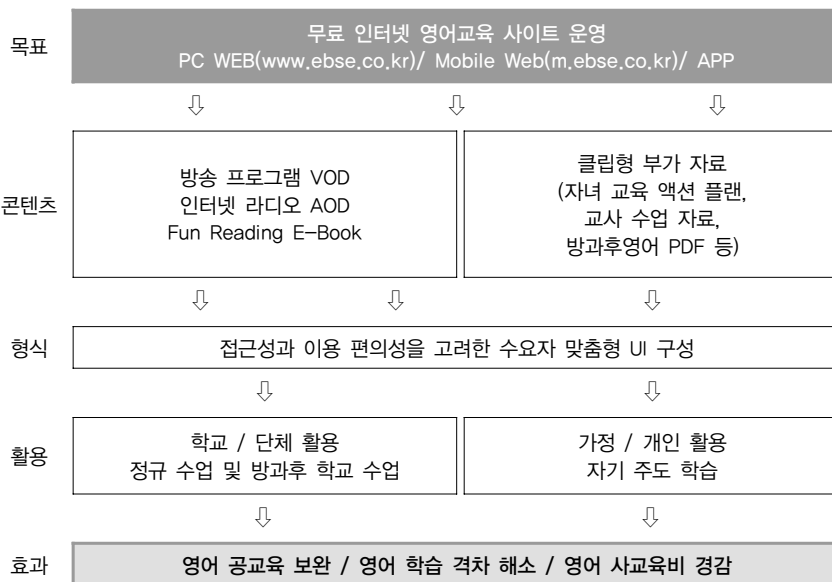 목표
무료 인터넷 영어교육 사이트 운영
PC WEB(www.ebse.co.kr)/ Mobile Web(m.ebse.co.kr)/ APP
콘텐츠
방송 프로그램 VOD
인터넷 라디오 AOD
Fun Reading E-Book
클립형 부가 자료
(자녀 교육 액션 플랜,
교사 수업 자료,
방과후영어 PDF 등)
형식
접근성과 이용 편의성을 고려한 수요자 맞춤형 UI 구성
활용
학교 / 단체 활용
정규 수업 및 방과후 학교 수업
가정 / 개인 활용
자기 주도 학습
효과
영어 공교육 보완 / 영어 학습 격차 해소 / 영어 사교육비 경감